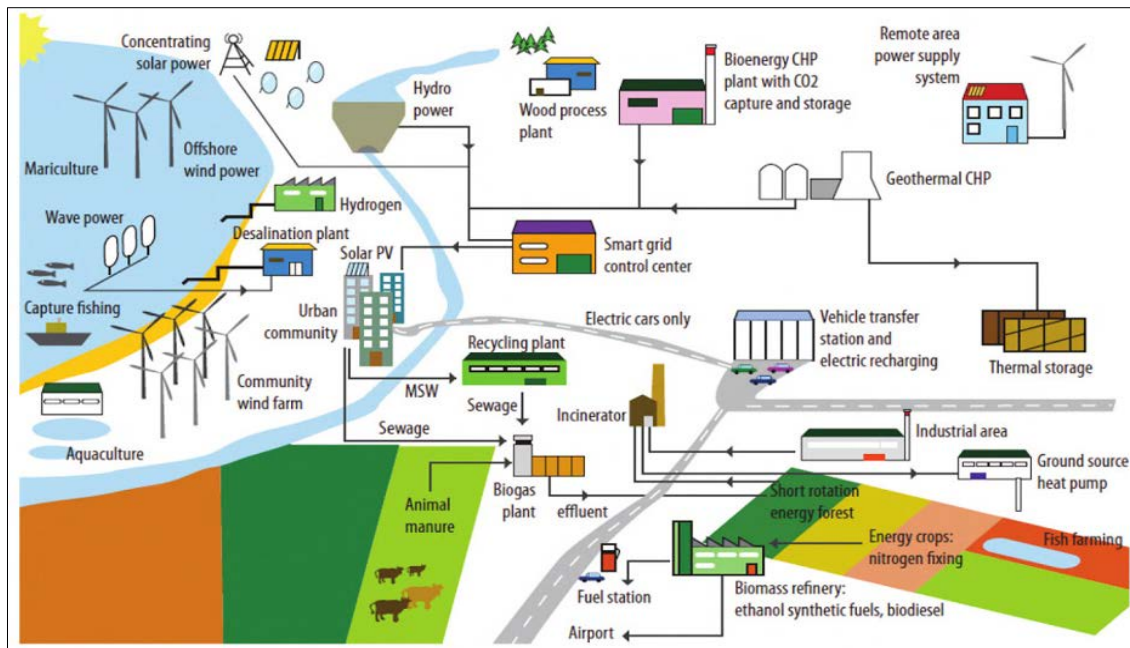 Concentrating
solar power
Hydro
power
Wood process
plant
Bioenergy CHP
plant with CO2
capture and storage
Remote area
power supply
system
Mariculture
Offshore
wind power
Geothermal CHP
Hydrogen
Wave power
Desalination plant
Solar PV
Smart grid
control center
Capture fishing
Urban
community
Electric cars only
Vehicle transfer
station and
electric recharging
Thermal storage
Recycling plant
MSW
Community
wind farm
Sewage
Incinerator
Industrial area
Sewage
Aquaculture
Ground source
heat pump
Animal
manure
Biogas
plant
effluent
Short rotation
energy forest
Energy crops:
nitrogen fixing
Fish farming
Fuel station
Biomass refinery:
ethanol synthetic fuels, biodiesel
Airport